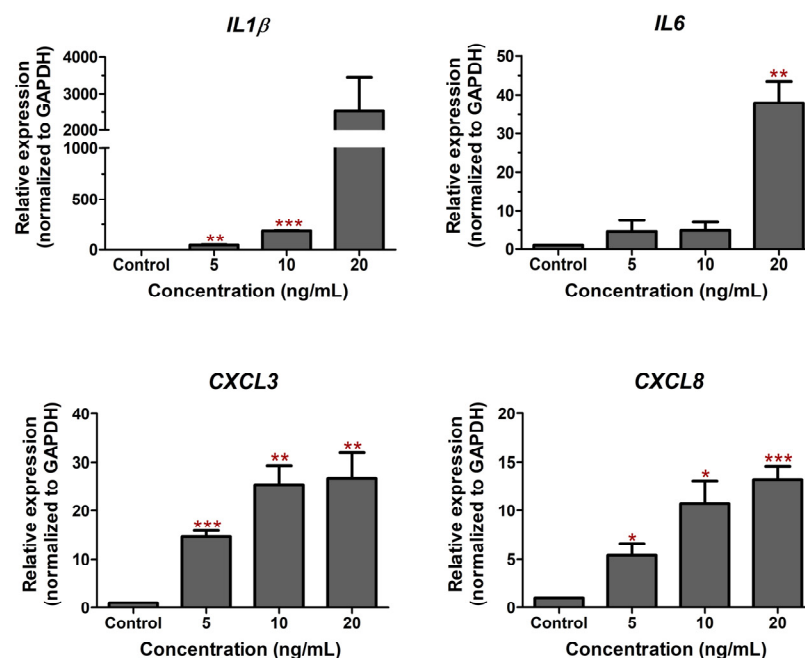 IL1β
Relative expression
(normalized to GAPDH)
4000
3000
2000
1000
500
0
**
***
Control 5 10 20
Concentration (ng/mL)
IL6
Relative expression
(normalized to GAPDH)
50
40
30
20
10
0
**
Control 5 10 20
Concentration (ng/mL)
CXCL3
Relative expression
(normalized to GAPDH)
40
30
20
10
0
***
**
**
Control 5 10 20
Concentration (ng/mL)
CXCL8
Relative expression
(normalized to GAPDH)
20
15
10
5
0
*
*
***
Control 5 10 20
Concentration (ng/mL)